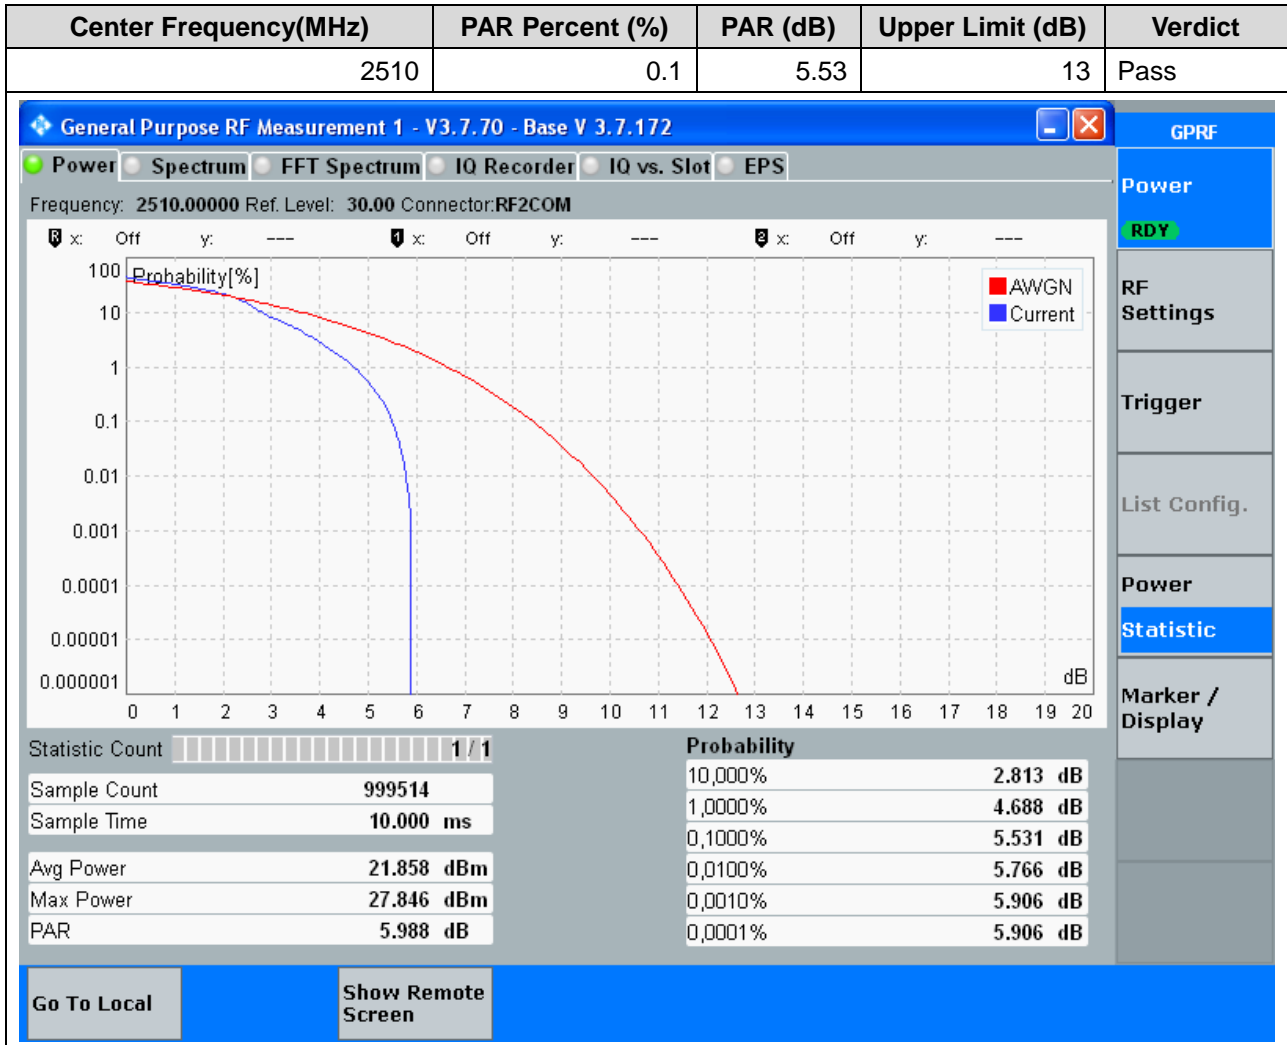 Center Frequency(MHz) PAR Percent (%) PAR (dB) Upper Limit (dB) Verdict
2510 0.1 5.53 13 Pass
General Purpose RF Measurement 1 - V3.7.70 - Base V 3.7.172
GPRF
Power Spectrum FFT Spectrum IQ Recorder IQ vs. Slot EPS
Frequency: 2510.00000 Ref. Level: 30.00 Connector:RF2COM
R x: Off y: --- 1 x: Off y: --- 2 x: Off y: ---
Probability[%]
AWGN
Current
100
10
1
0.1
0.01
0.001
0.0001
0.00001
0.000001
dB
0 1 2 3 4 5 6 7 8 9 10 11 12 13 14 15 16 17 18 19 20
Statistic Count 1 / 1
Sample Count 999514
Sample Time 10.000 ms
Avg Power 21.858 dBm
Max Power 27.846 dBm
PAR 5.988 dB
Probability
10,000% 2.813 dB
1,0000% 4.688 dB
0,1000% 5.531 dB
0,0100% 5.766 dB
0,0010% 5.906 dB
0,0001% 5.906 dB
Power
RDY
RF
Settings
Trigger
List Config.
Power
Statistic
Marker /
Display
Go To Local
Show Remote
Screen